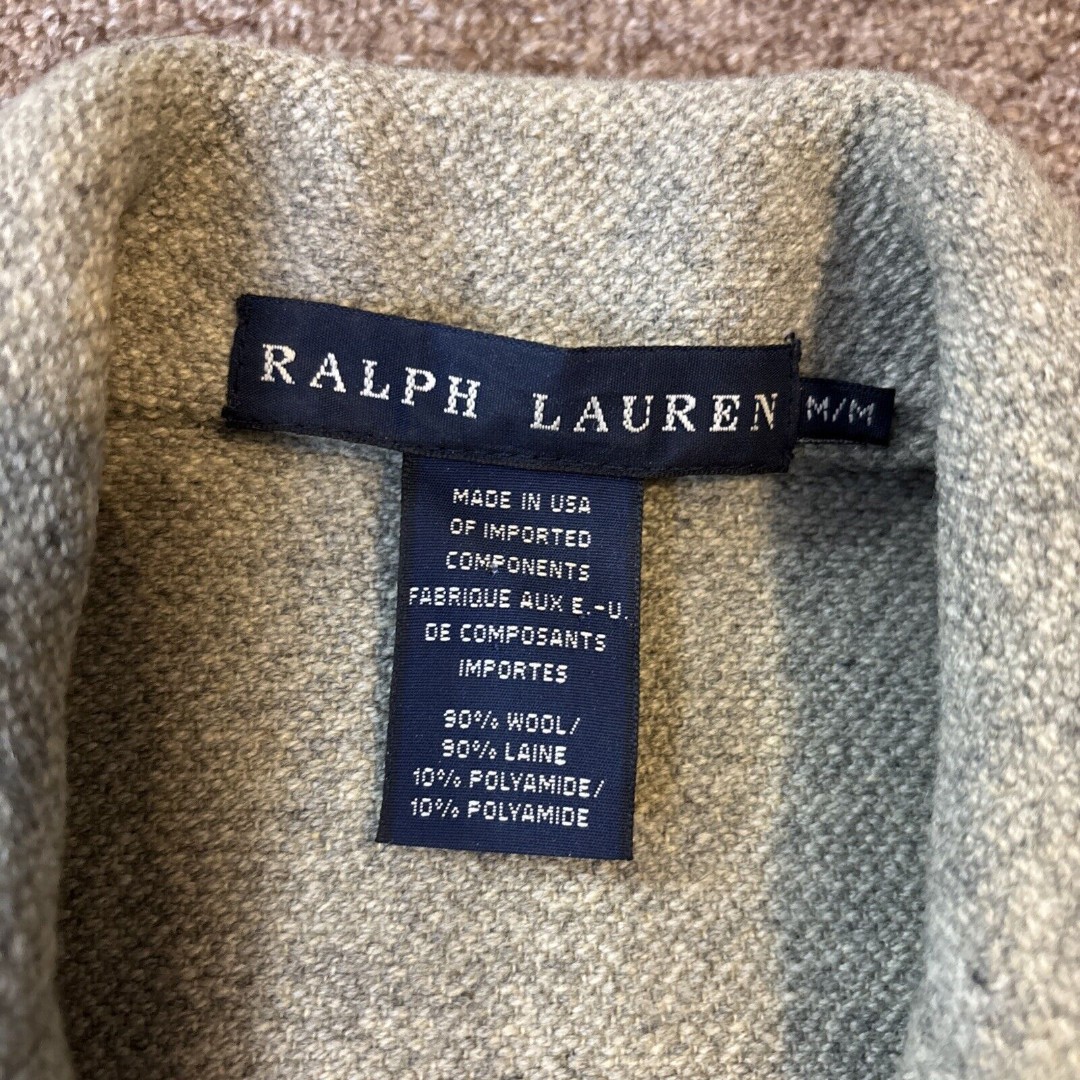 RALPH LAUREN
M/M
MADE IN USA
OF IMPORTED
COMPONENTS
FABRIQUE AUX E.-U.
DE COMPOSANTS
IMPORTES
90% WOOL/
90% LAINE
10% POLYAMIDE/
10% POLYAMIDE